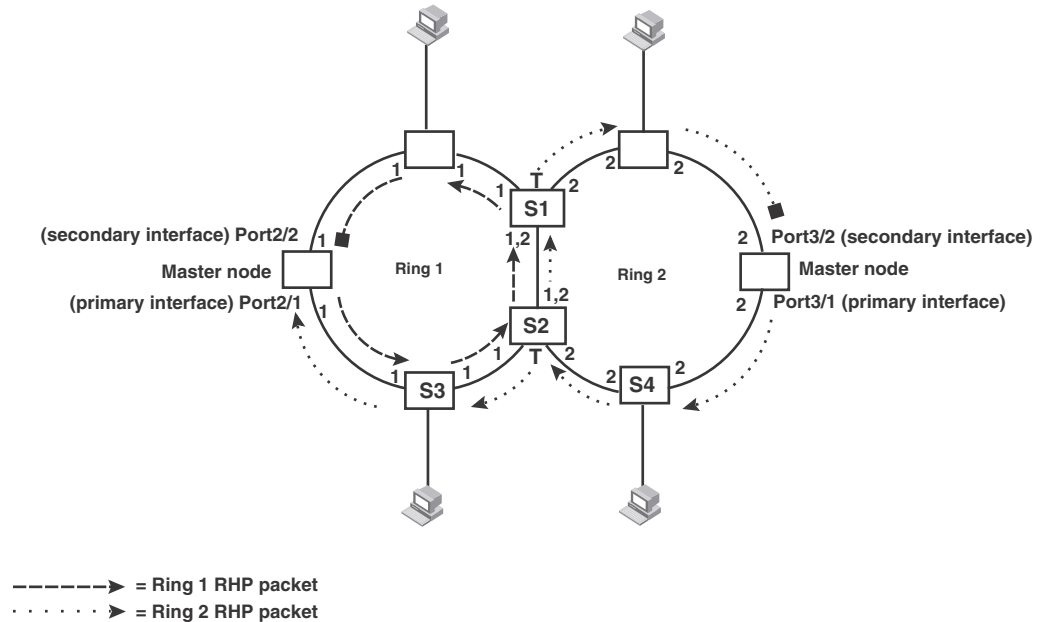 1 1
1 T 2 2 2
S1
(secondary interface) Port2/2 1 1,2 2 Port3/2 (secondary interface)
Master node Ring 1 Ring 2 Master node
(primary interface) Port2/1 1 1,2 2 Port3/1 (primary interface)
S2
1 T 2
1 1 2 2
S3 S4
= Ring 1 RHP packet
= Ring 2 RHP packet